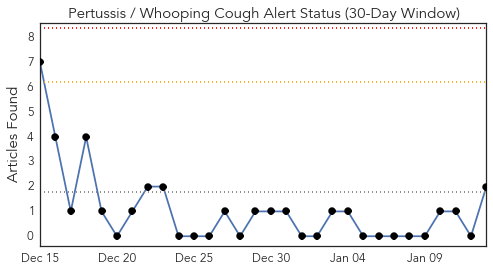 Pertussis / Whooping Cough Alert Status (30-Day Window)
Articles Found
8
7
6
5
4
3
2
1
0
Dec 15
Dec 20
Dec 25
Dec 30
Jan 04
Jan 09